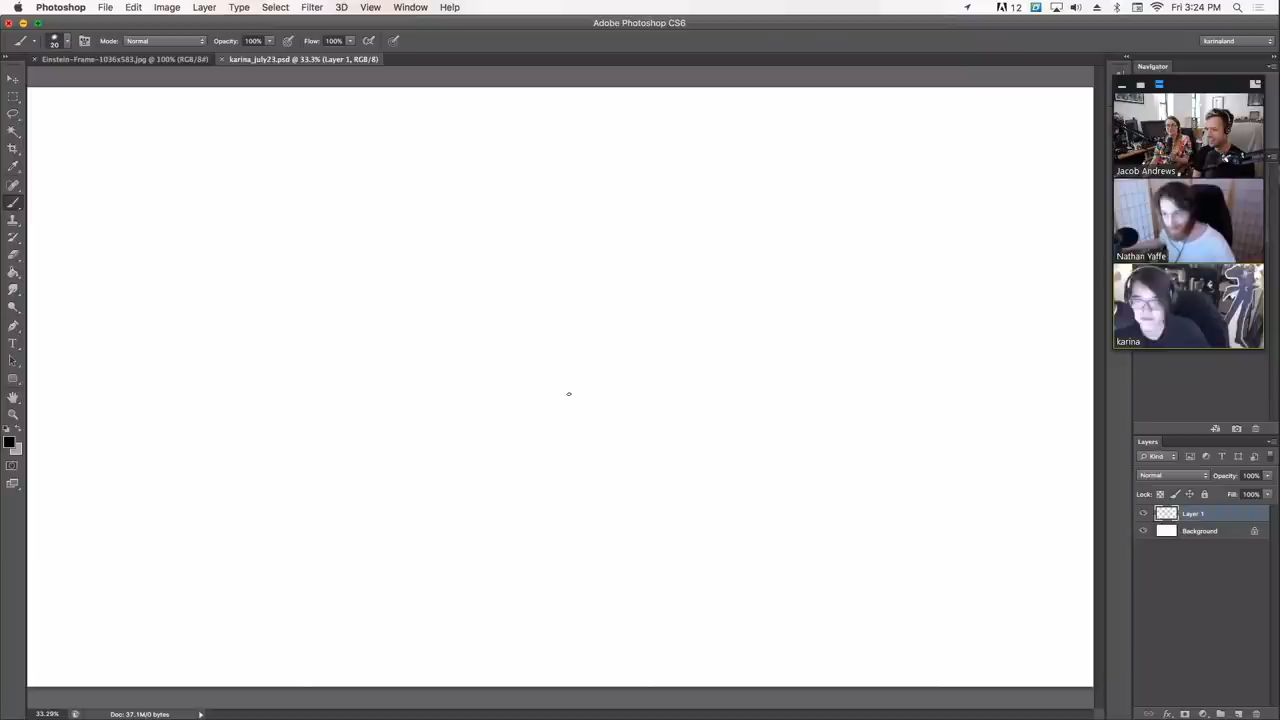 Photoshop File Edit Image Layer Type Select Filter 3D View Window Help 12 Fri 3:24 PM
Adobe Photoshop CS6
20 Mode: Normal Opacity: 100% Flow: 100% karinaland
Einstein-Frame-1036x583.jpg @ 100% (RGB/8#) karina_july23.psd @ 33.3% (Layer 1, RGB/8)
Navigator
Jacob Andrews
Nathan Yaffe
karina
Layers
Kind
Normal Opacity: 100%
Lock: Fill: 100%
Layer 1
Background
33.29% Doc: 37.1M/0 bytes